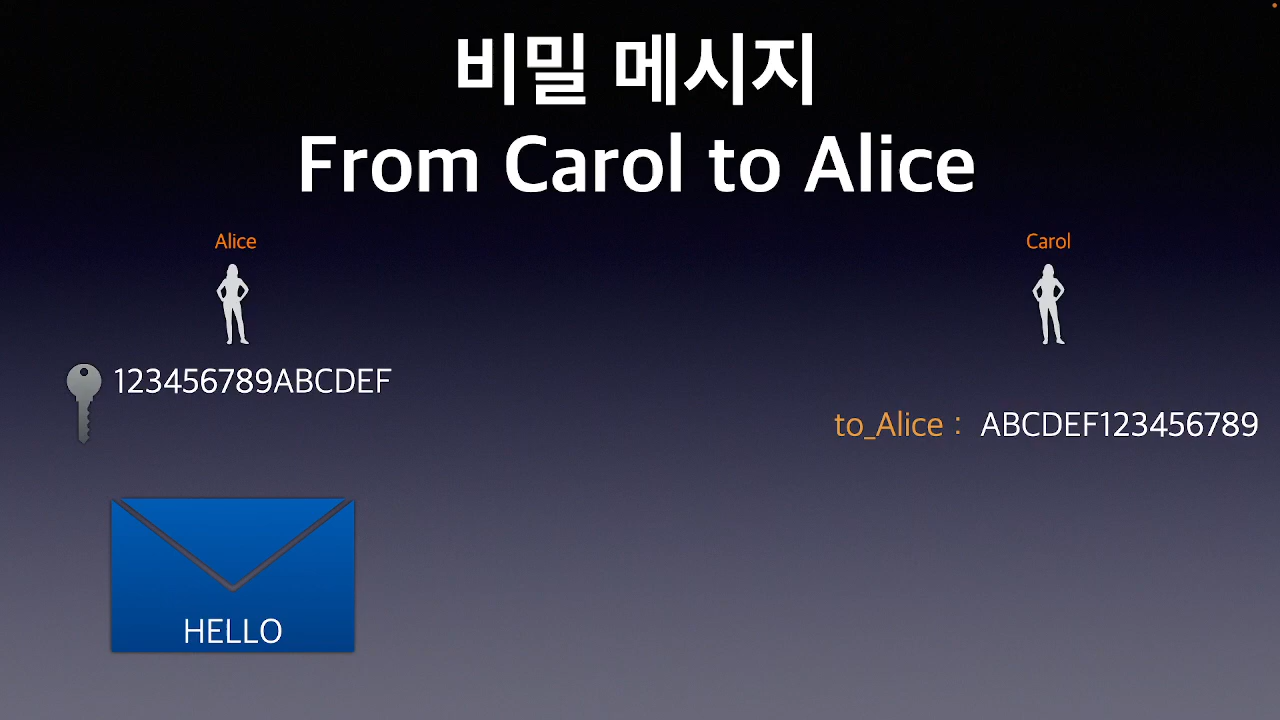 비밀 메시지
From Carol to Alice
Alice
Carol
123456789ABCDEF
to_Alice : ABCDEF123456789
HELLO